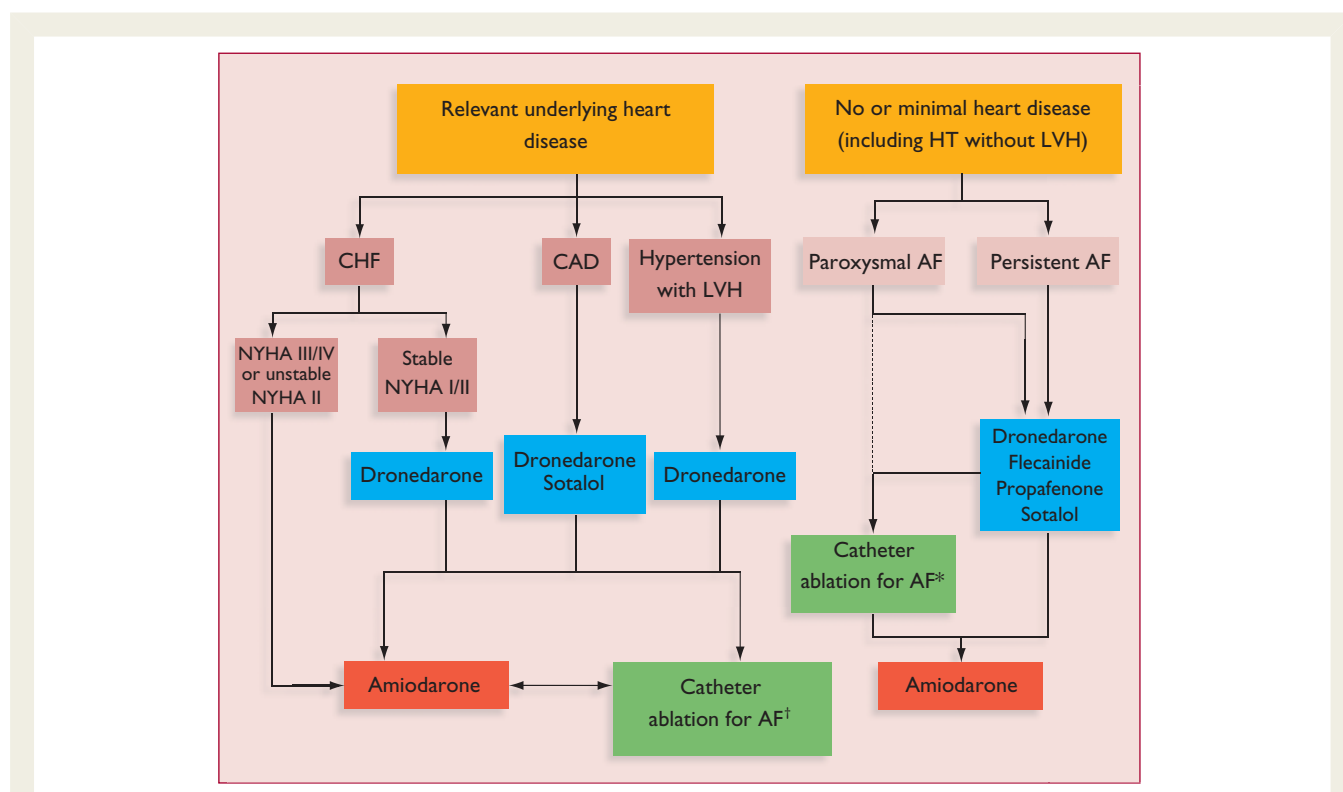 Relevant underlying heart
disease
No or minimal heart disease
(including HT without LVH)
CHF
CAD
Hypertension
with LVH
Paroxysmal AF
Persistent AF
NYHA III/IV
or unstable
NYHA II
Stable
NYHA I/II
Dronedarone
Dronedarone
Sotalol
Dronedarone
Dronedarone
Flecainide
Propafenone
Sotalol
Catheter
ablation for AF*
Amiodarone
Catheter
ablation for AF†
Amiodarone